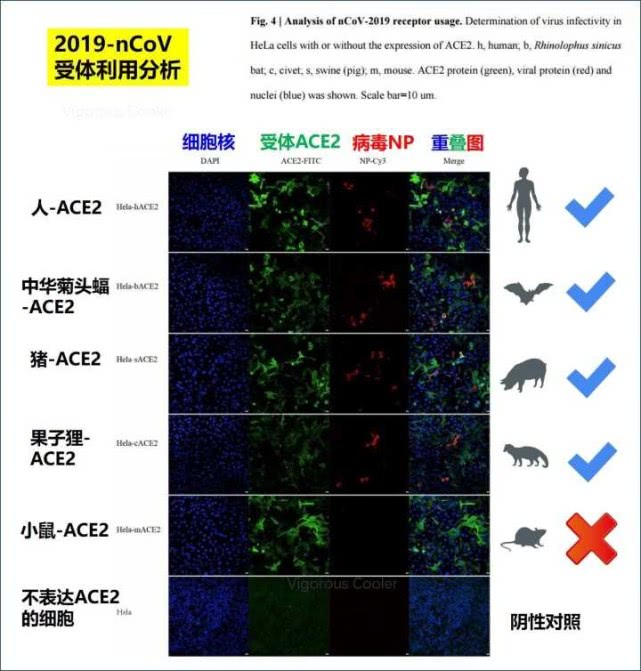 2019-nCoV
受体利用分析
Fig. 4 | Analysis of nCoV-2019 receptor usage. Determination of virus infectivity in
HeLa cells with or without the expression of ACE2. h, human; b, Rhinolophus sinicus
bat; c, civet; s, swine (pig); m, mouse. ACE2 protein (green), viral protein (red) and
nuclei (blue) was shown. Scale bar=10 um.
Vigorous Cooler
细胞核 受体ACE2 病毒NP 重叠图
DAPI ACE2-FITC NP-Cy3 Merge
人-ACE2 Hela-hACE2
中华菊头蝠
-ACE2
Hela-bACE2
猪-ACE2 Hela-sACE2
果子狸-
ACE2
Hela-cACE2
小鼠-ACE2 Hela-mACE2
不表达ACE2
的细胞
Hela
Vigorous Cooler
阴性对照